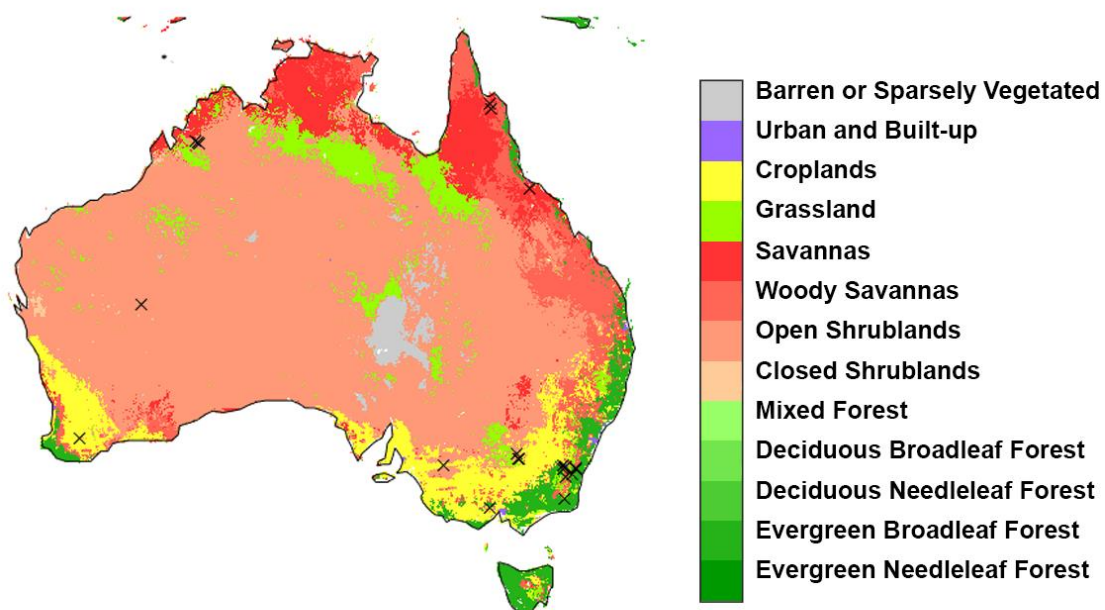 Barren or Sparsely Vegetated
Urban and Built-up
Croplands
Grassland
Savannas
Woody Savannas
Open Shrublands
Closed Shrublands
Mixed Forest
Deciduous Broadleaf Forest
Deciduous Needleleaf Forest
Evergreen Broadleaf Forest
Evergreen Needleleaf Forest